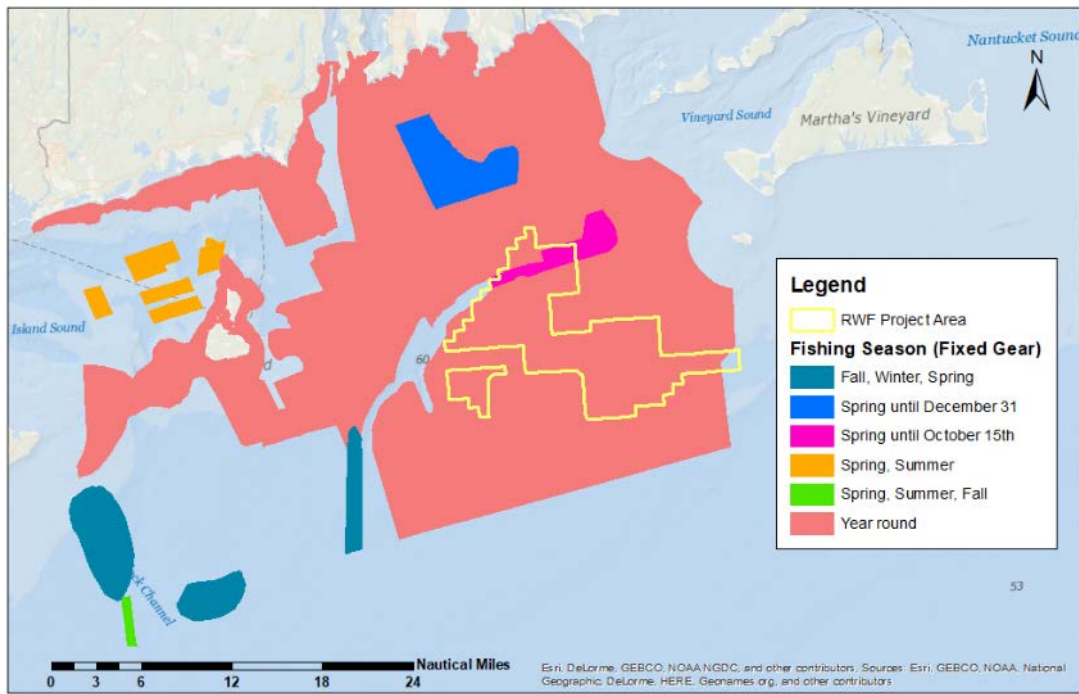 Nantucket Sound
N
Vineyard Sound
Martha's Vineyard
Island Sound
60
d
ck Channel
53
Legend
RWF Project Area
Fishing Season (Fixed Gear)
Fall, Winter, Spring
Spring until December 31
Spring until October 15th
Spring, Summer
Spring, Summer, Fall
Year round
Nautical Miles
0 3 6 12 18 24
Esri, DeLorme, GEBCO, NOAA NGDC, and other contributors, Sources: Esri, GEBCO, NOAA, National
Geographic, DeLorme, HERE, Geonames.org, and other contributors